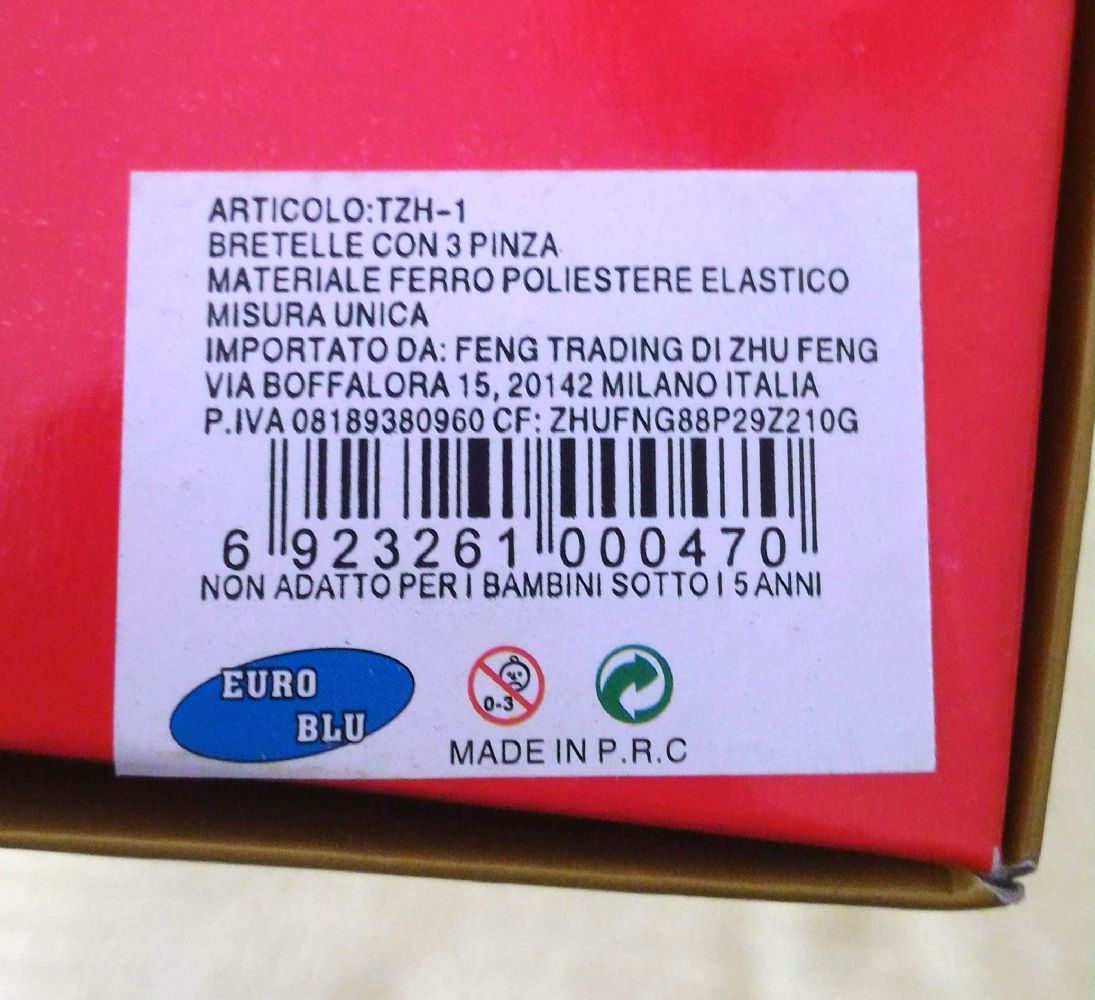 ARTICOLO:TZH-1
BRETELLE CON 3 PINZA
MATERIALE FERRO POLIESTERE ELASTICO
MISURA UNICA
IMPORTATO DA: FENG TRADING DI ZHU FENG
VIA BOFFALORA 15, 20142 MILANO ITALIA
P.IVA 08189380960 CF: ZHUFNG88P29Z210G
6 923261 000470
NON ADATTO PER I BAMBINI SOTTO I 5 ANNI
EURO
BLU
0-3
MADE IN P.R.C